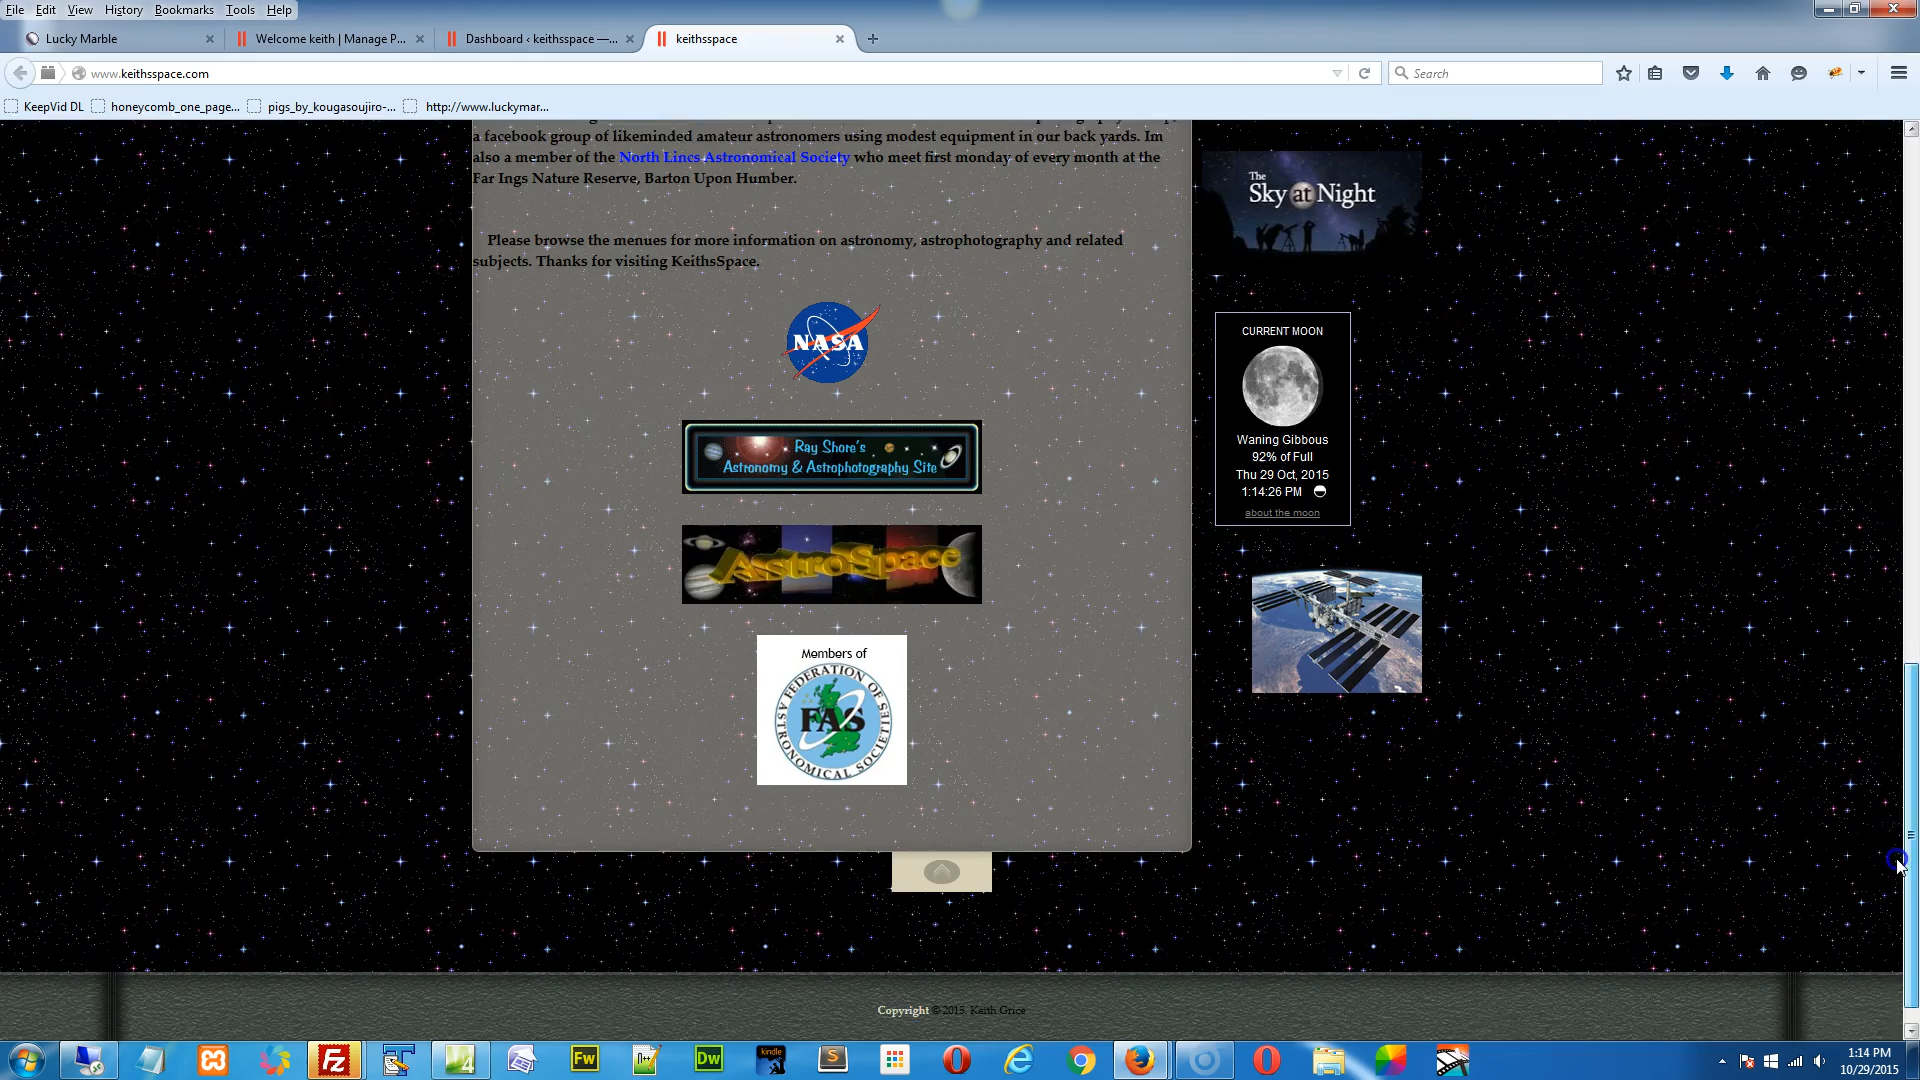 File Edit View History Bookmarks Tools Help
Lucky Marble
Welcome keith | Manage P...
Dashboard ‹ keithsspace —...
keithsspace
www.keithsspace.com
Search
KeepVid DL
honeycomb_one_page...
pigs_by_kougasoujiro-...
http://www.luckymar...
a facebook group of likeminded amateur astronomers using modest equipment in our back yards. Im
also a member of the North Lincs Astronomical Society who meet first monday of every month at the
Far Ings Nature Reserve, Barton Upon Humber.
Please browse the menues for more information on astronomy, astrophotography and related
subjects. Thanks for visiting KeithsSpace.
NASA
Ray Shore's
Astronomy & Astrophotography Site
AstroSpace
Members of
FEDERATION OF
FAS
ASTRONOMICAL SOCIETIES
The
Sky at Night
CURRENT MOON
Waning Gibbous
92% of Full
Thu 29 Oct, 2015
1:14:26 PM
about the moon
Copyright © 2015. Keith Grice
Fz
4
Fw
Dw
kindle
S
1:14 PM
10/29/2015